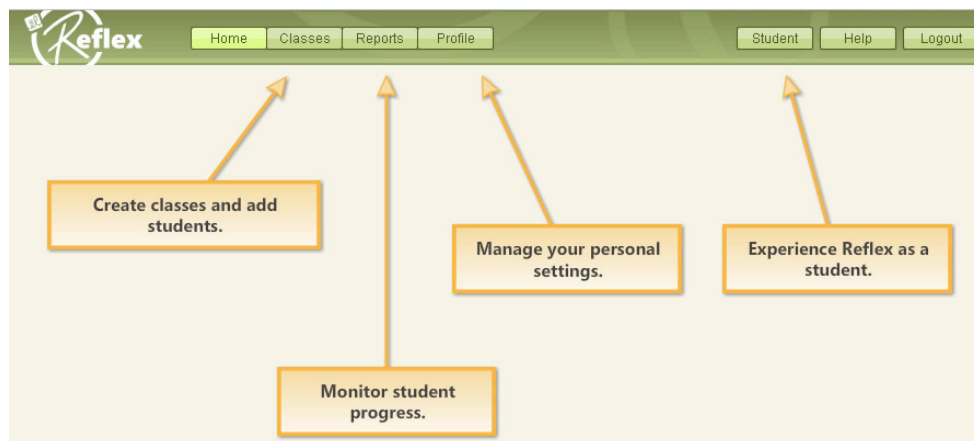 Reflex
Home Classes Reports Profile Student Help Logout
Create classes and add
students.
Manage your personal
settings.
Experience Reflex as a
student.
Monitor student
progress.